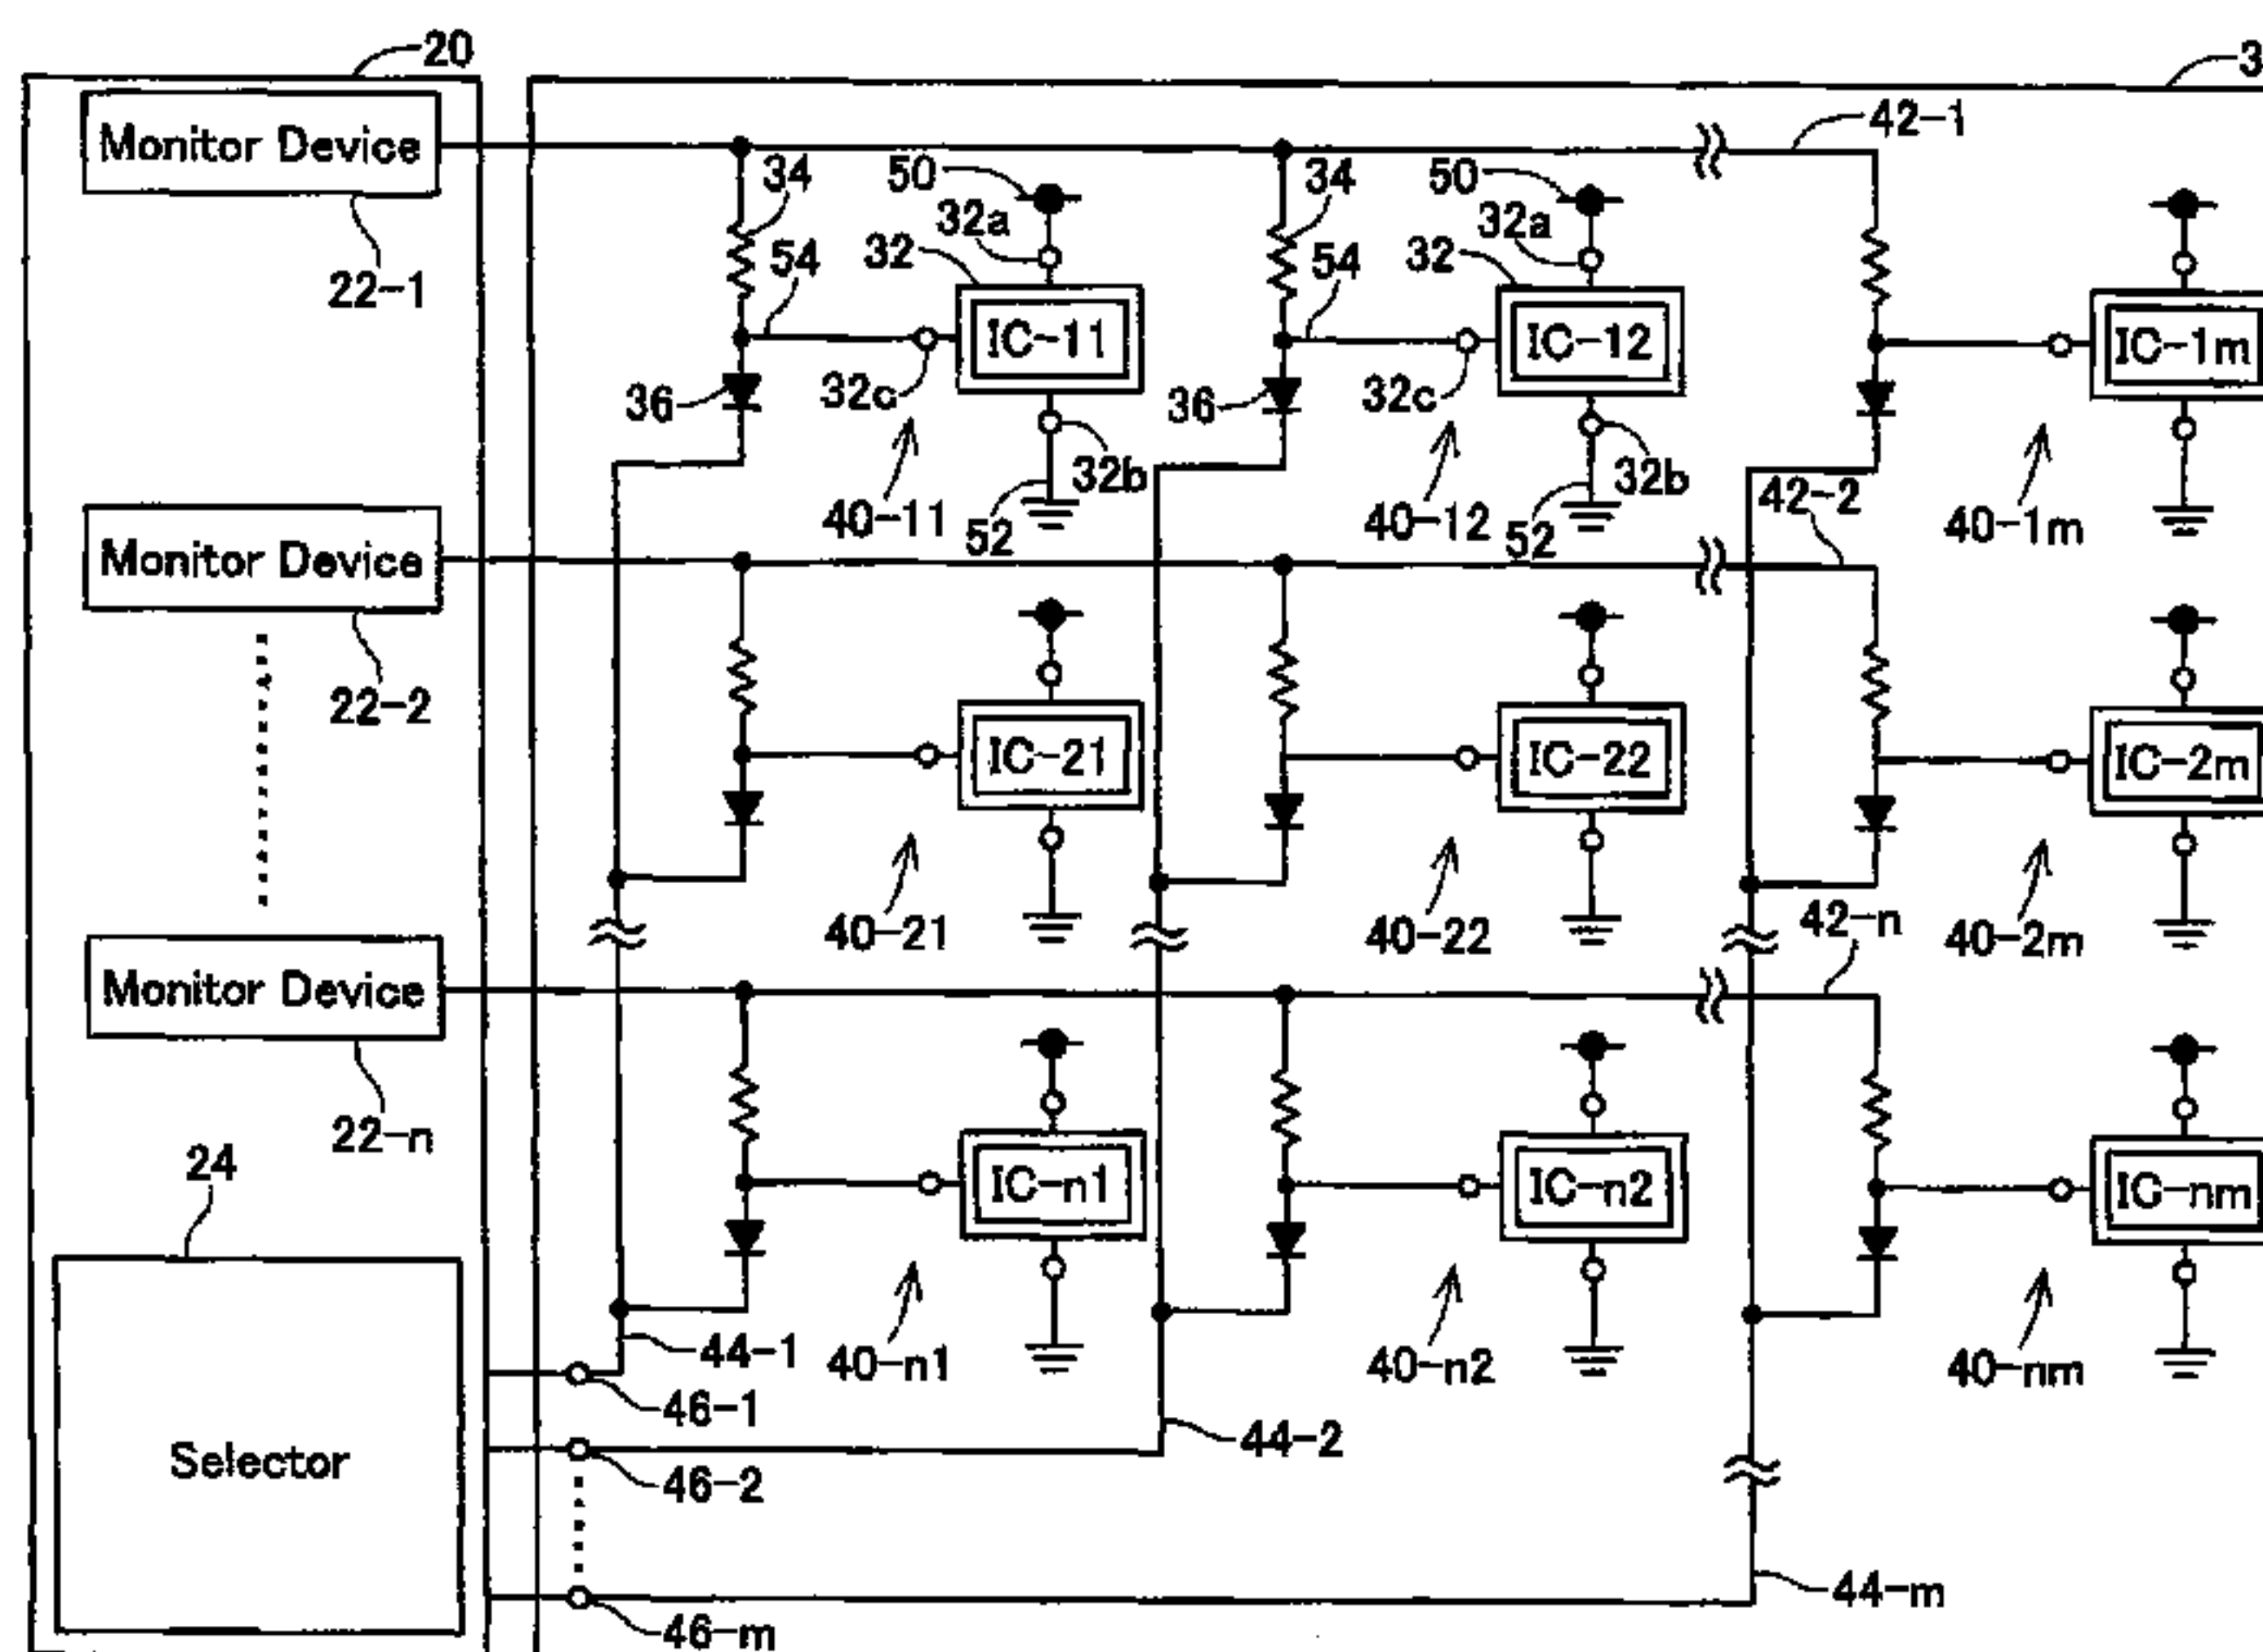 20
3
Monitor Device
42-1
34
50
34
50
32a
32a
54
32
54
32
22-1
IC-11
IC-12
IC-1m
36
32c
36
32c
32b
32b
42-2
40-11
52
40-12
52
40-1m
Monitor Device
22-2
IC-21
IC-22
IC-2m
40-21
40-22
42-n
40-2m
Monitor Device
22-n
24
IC-n1
IC-n2
IC-nm
44-1
40-n1
40-n2
40-nm
46-1
44-2
Selector
46-2
44-m
46-m